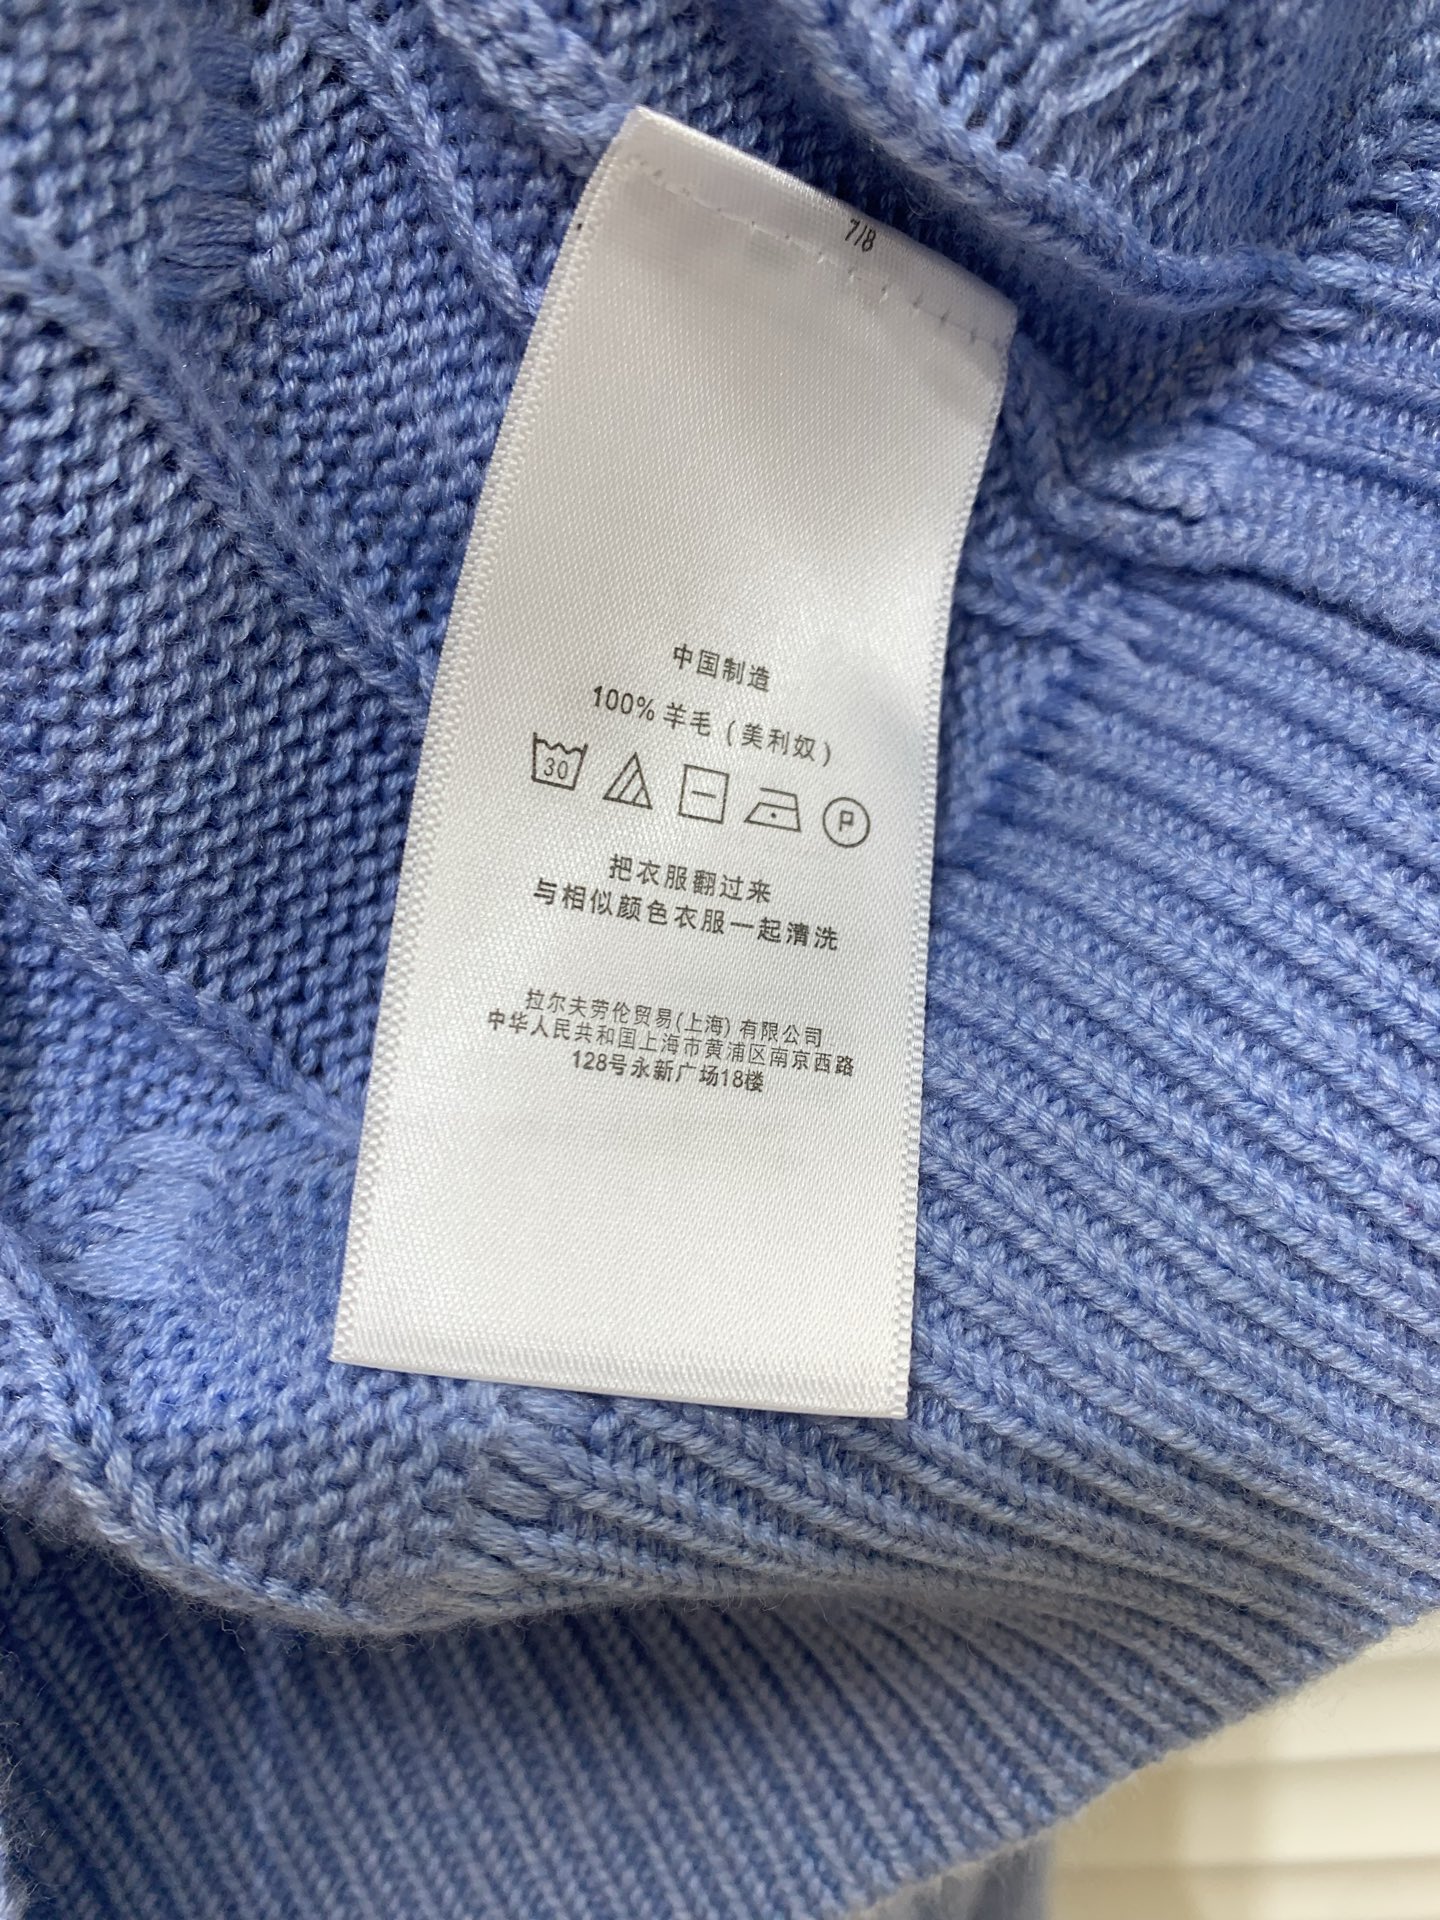 7/8
中国制造
100% 羊毛 (美利奴)
30 P
把衣服翻过来
与相似颜色衣服一起清洗
拉尔夫劳伦贸易(上海) 有限公司
中华人民共和国上海市黄浦区南京西路
128号永新广场18楼